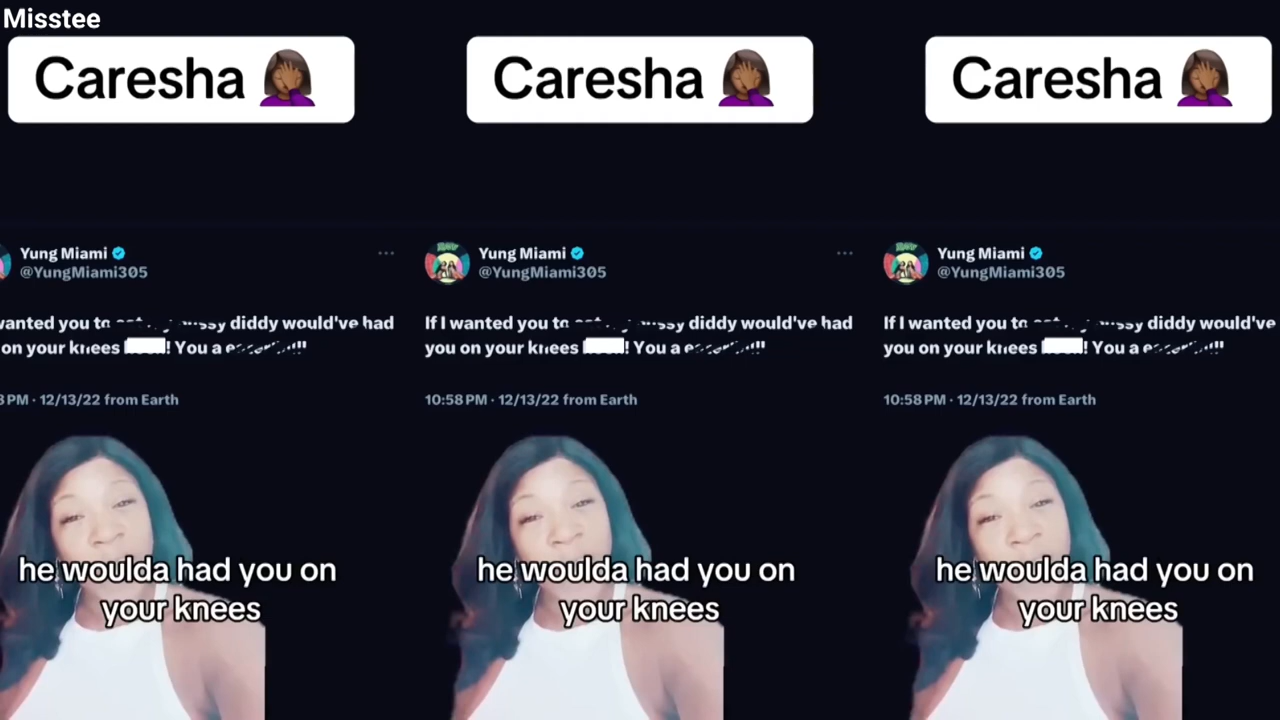 Misstee
Caresha Caresha Caresha
Yung Miami Yung Miami Yung Miami
@YungMiami305 @YungMiami305 @YungMiami305
wanted you to diddy would've had
on your knees ! You a !!
PM · 12/13/22 from Earth
If I wanted you to diddy would've had
you on your knees ! You a !!
10:58 PM · 12/13/22 from Earth
If I wanted you to diddy would've
you on your knees ! You a !!
10:58 PM · 12/13/22 from Earth
he woulda had you on
your knees
he woulda had you on
your knees
he woulda had you on
your knees